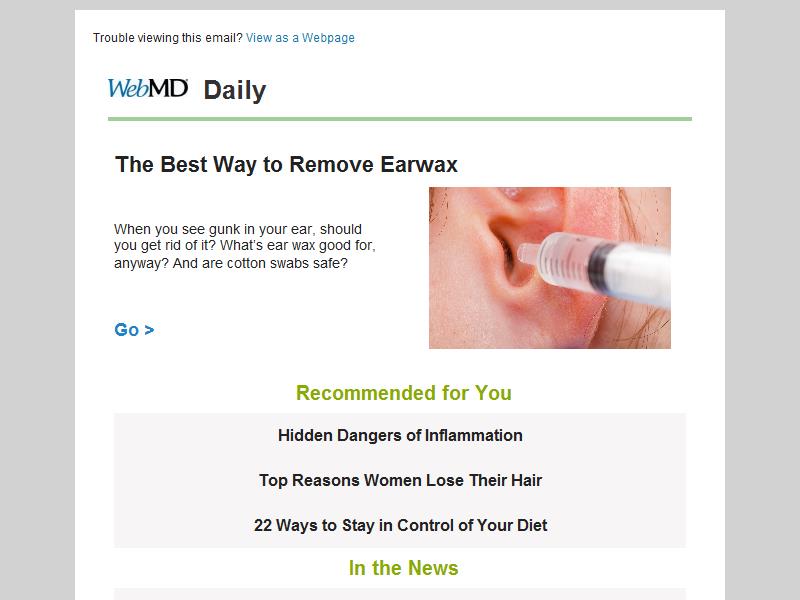 Trouble viewing this email? View as a Webpage
WebMD Daily
The Best Way to Remove Earwax
When you see gunk in your ear, should
you get rid of it? What's ear wax good for,
anyway? And are cotton swabs safe?
Go >
Recommended for You
Hidden Dangers of Inflammation
Top Reasons Women Lose Their Hair
22 Ways to Stay in Control of Your Diet
In the News